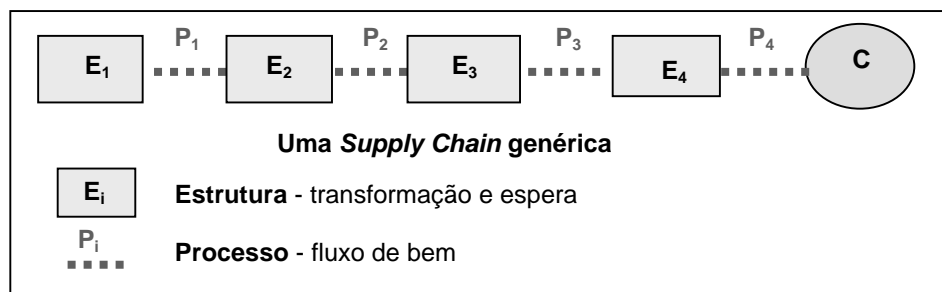 P1 P2 P3 P4
E1 E2 E3 E4 C
Uma Supply Chain genérica
Ei Estrutura - transformação e espera
Pi
Processo - fluxo de bem